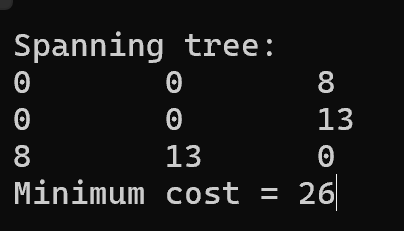 Spanning tree:
0 0 8
0 0 13
8 13 0
Minimum cost = 26